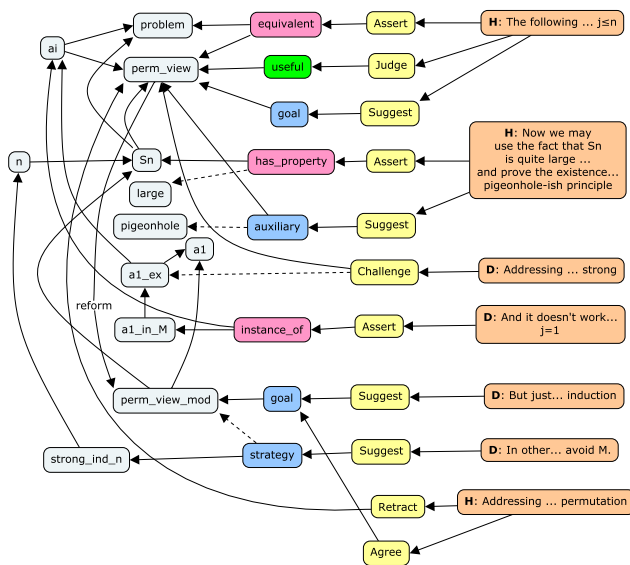 problem
equivalent
Assert
H: The following ... j≤n
ai
perm_view
useful
Judge
goal
Suggest
H: Now we may
use the fact that Sn
is quite large ...
and prove the existence...
pigeonhole-ish principle
n
Sn
has_property
Assert
large
pigeonhole
auxiliary
Suggest
a1
a1_ex
Challenge
D: Addressing ... strong
reform
a1_in_M
instance_of
Assert
D: And it doesn't work...
j=1
perm_view_mod
goal
Suggest
D: But just... induction
strong_ind_n
strategy
Suggest
D: In other... avoid M.
Retract
H: Addressing ... permutation
Agree